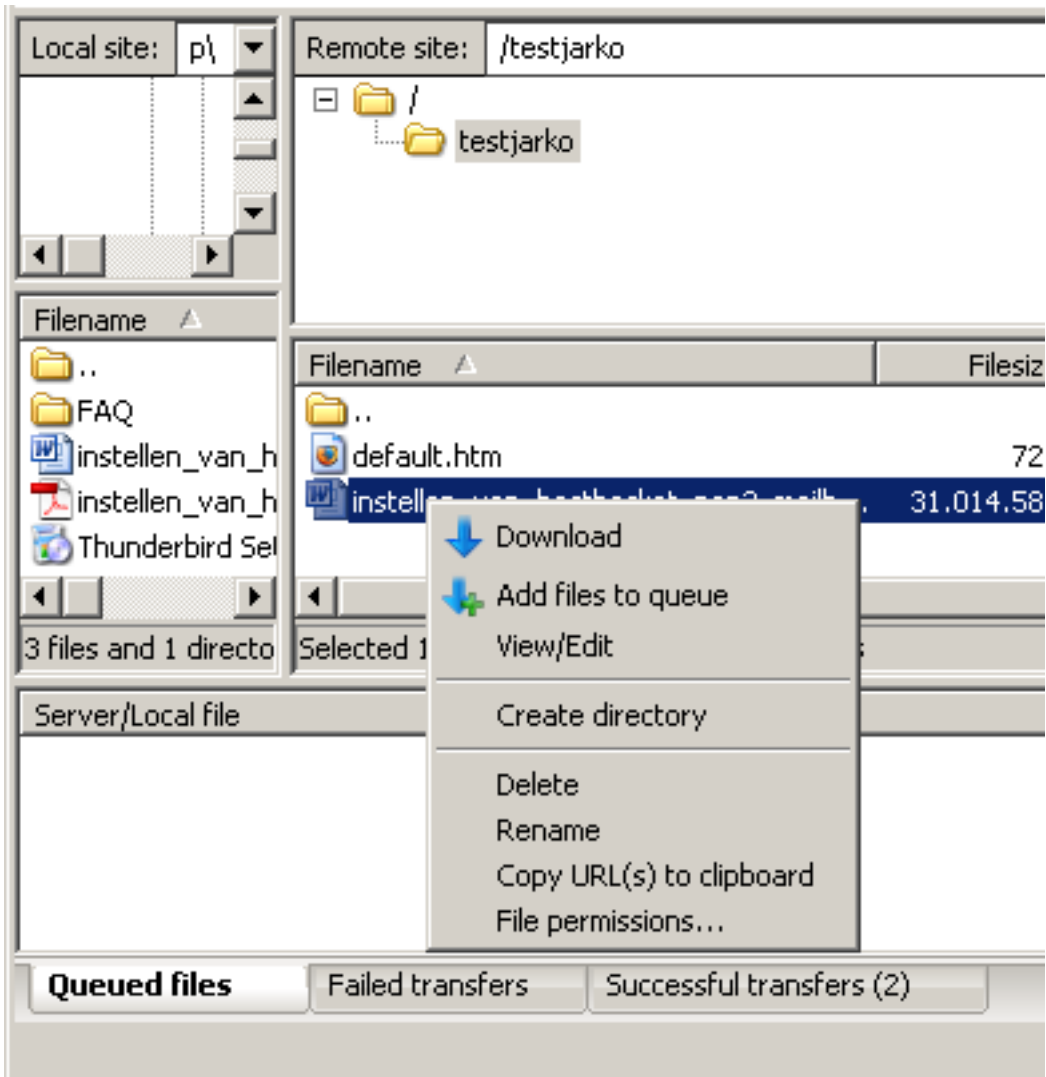 Local site: p\
Remote site: /testjarko
/
testjarko
Filename
..
FAQ
instellen_van_h
instellen_van_h
Thunderbird Set
3 files and 1 directo
Filename Filesiz
..
default.htm 72
instell 31.014.58
Selected 1
Download
Add files to queue
View/Edit
Create directory
Delete
Rename
Copy URL(s) to clipboard
File permissions...
Server/Local file
Queued files Failed transfers Successful transfers (2)